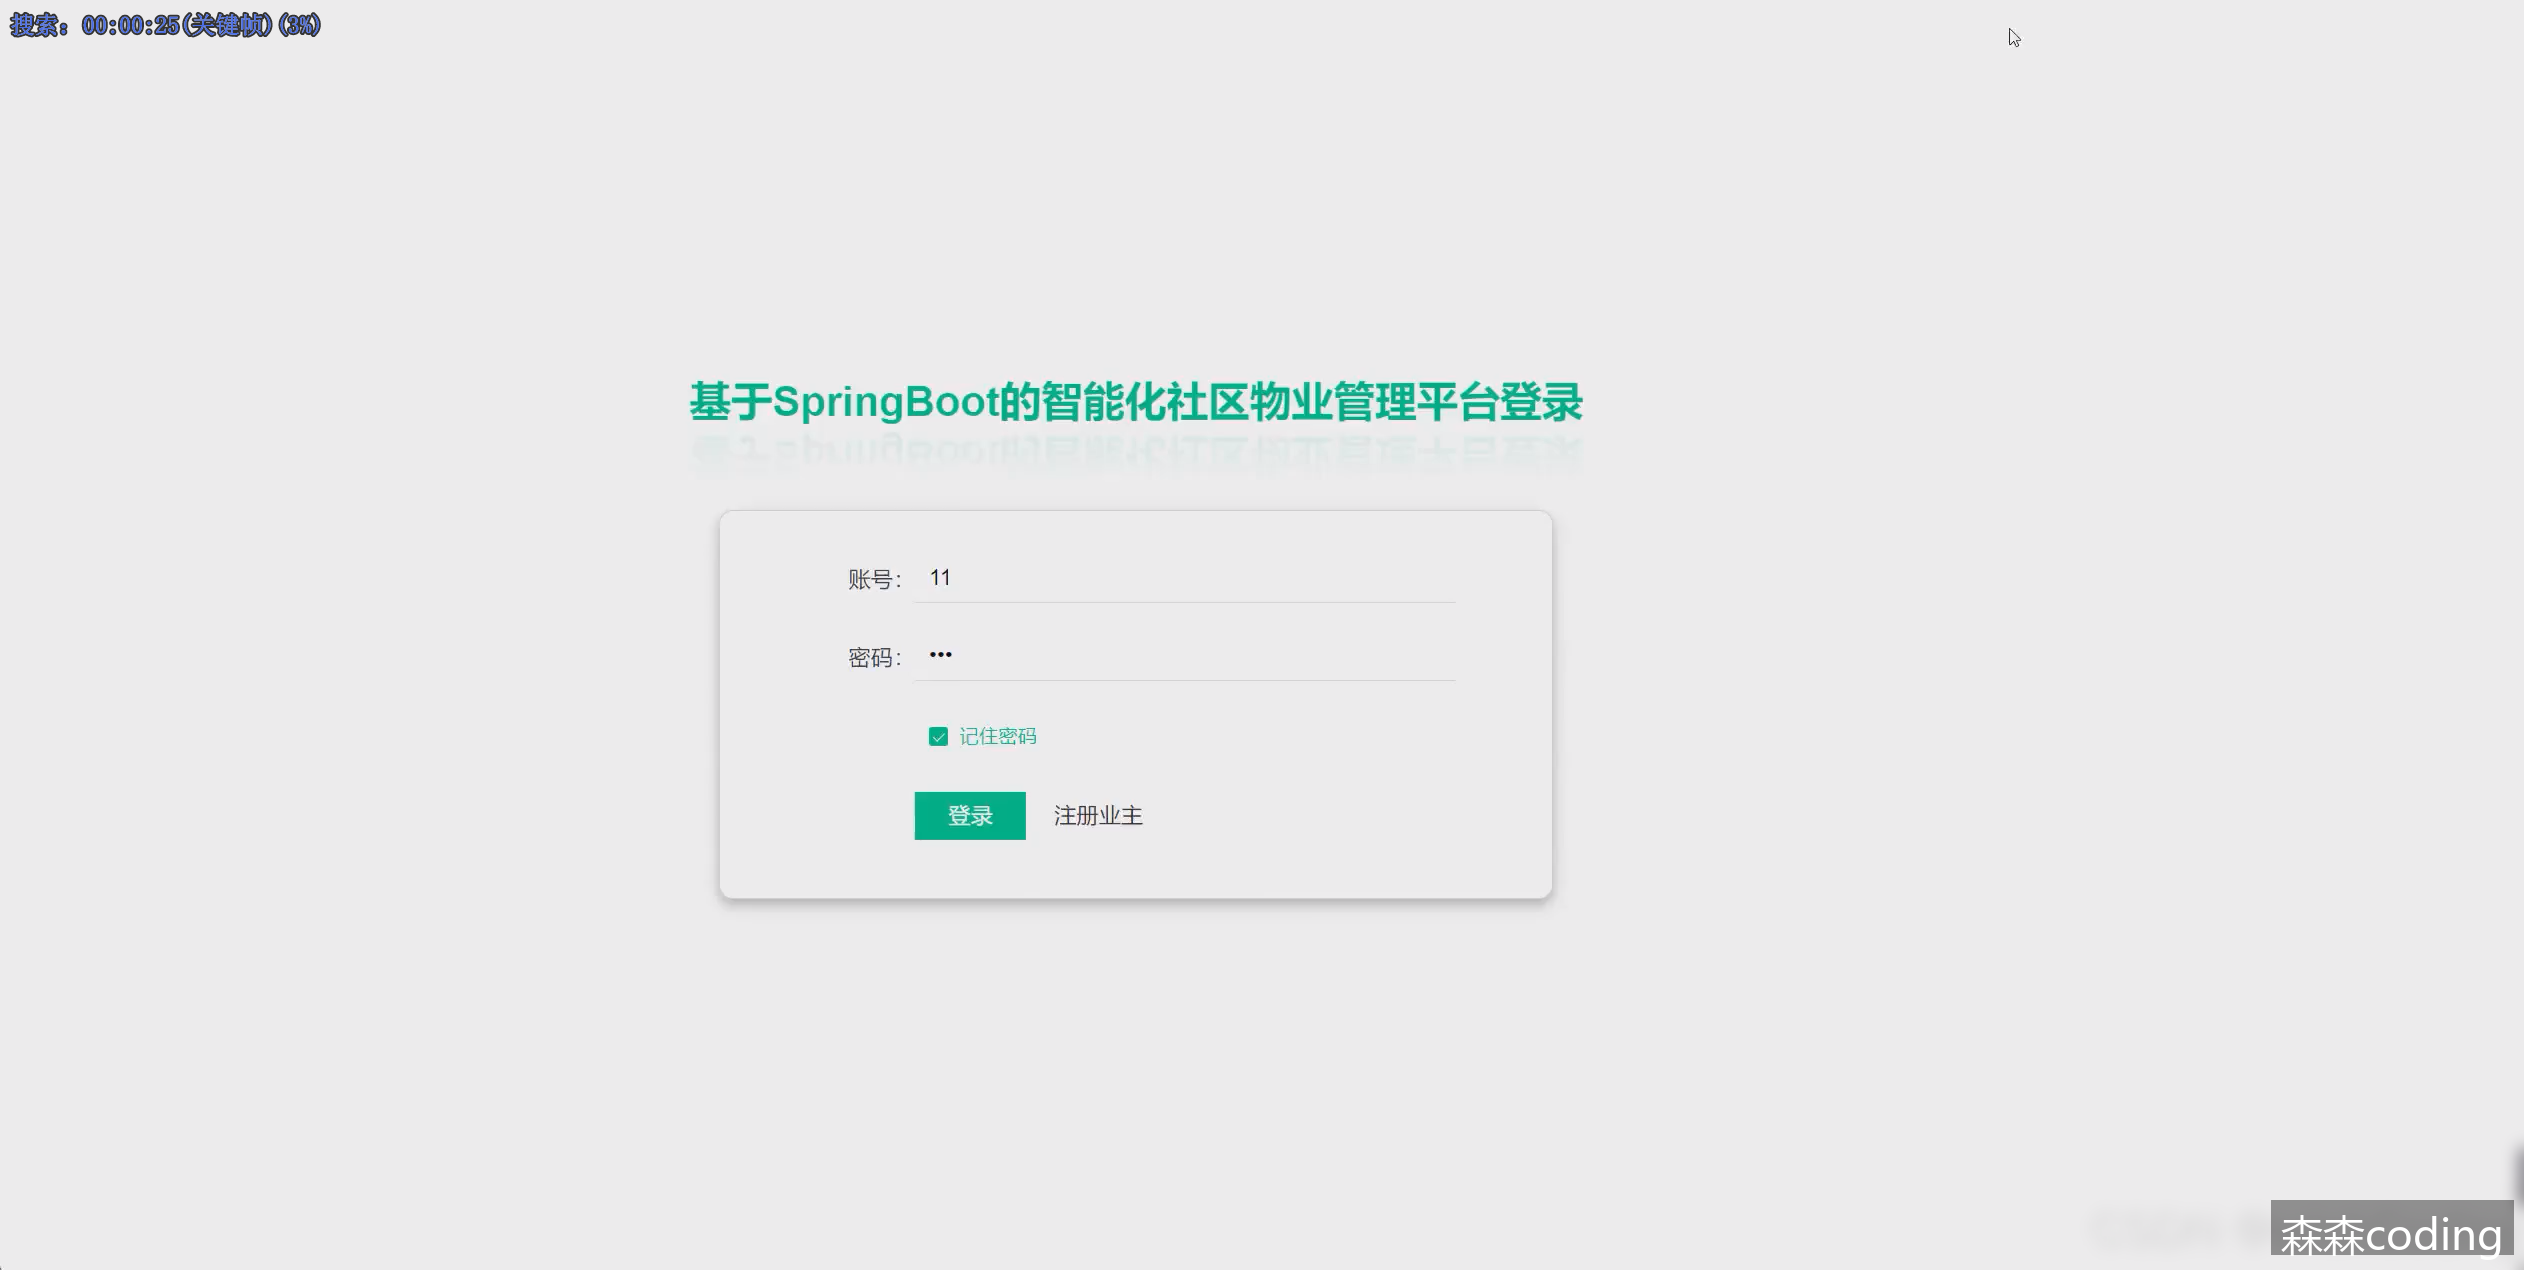 搜索：00:00:25(关键帧)(3%)
基于SpringBoot的智能化社区物业管理平台登录
账号： 11
密码： •••
记住密码
登录 注册业主
森森coding